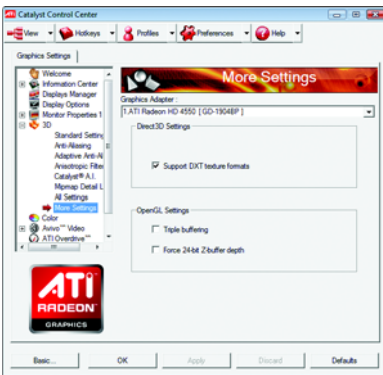 Catalyst Control Center
View Hotkeys Profiles Preferences Help
Graphics Settings
Welcome
Information Center
Displays Manager
Display Options
Monitor Properties 1
3D
Standard Setting
Anti-Aliasing
Adaptive Anti-Al
Anisotropic Filte
Catalyst® A.I.
Mipmap Detail L
All Settings
More Settings
Color
Avivo™ Video
ATI Overdrive™
ATI
RADEON
GRAPHICS
More Settings
Graphics Adapter :
1.ATI Radeon HD 4550 [ GD-1904BP ]
Direct3D Settings
Support DXT texture formats
OpenGL Settings
Triple buffering
Force 24-bit Z-buffer depth
Basic... OK Apply Discard Defaults